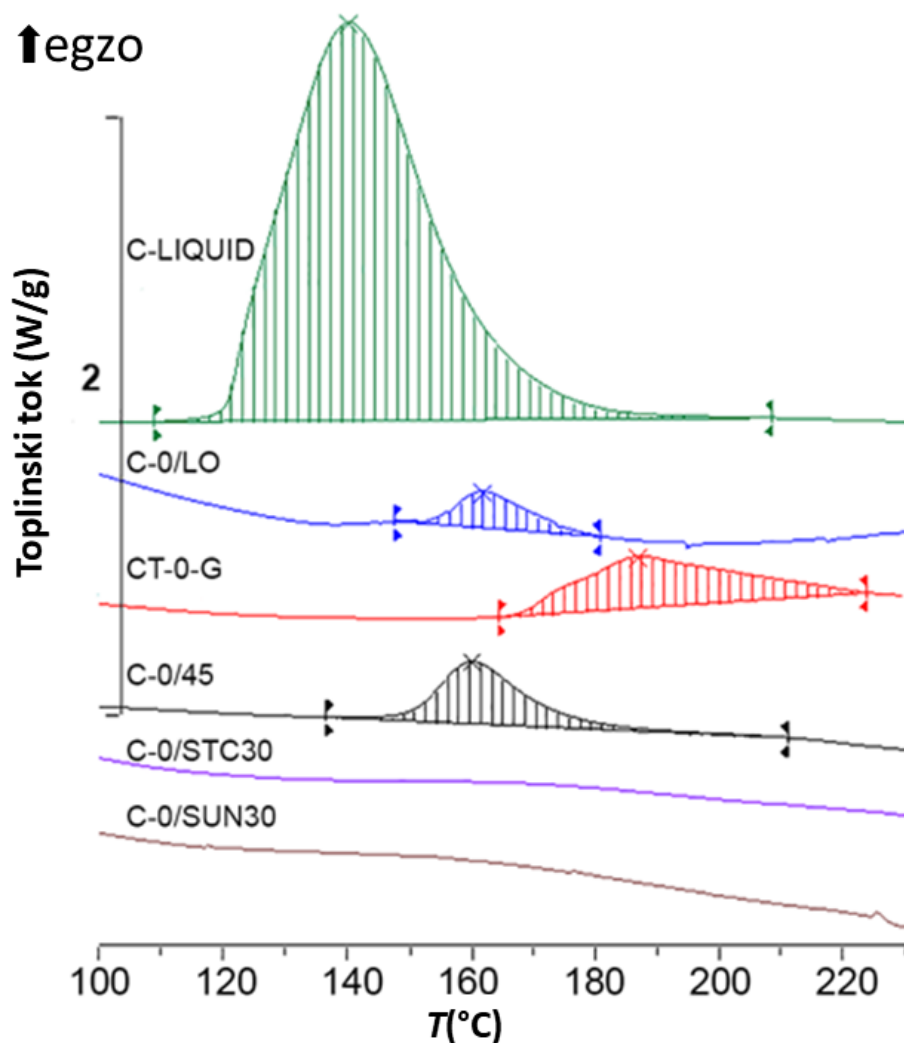 ⬆egzo
C-LIQUID
Toplinski tok (W/g)
2
C-0/LO
CT-0-G
C-0/45
C-0/STC30
C-0/SUN30
100 120 140 160 180 200 220
T(°C)